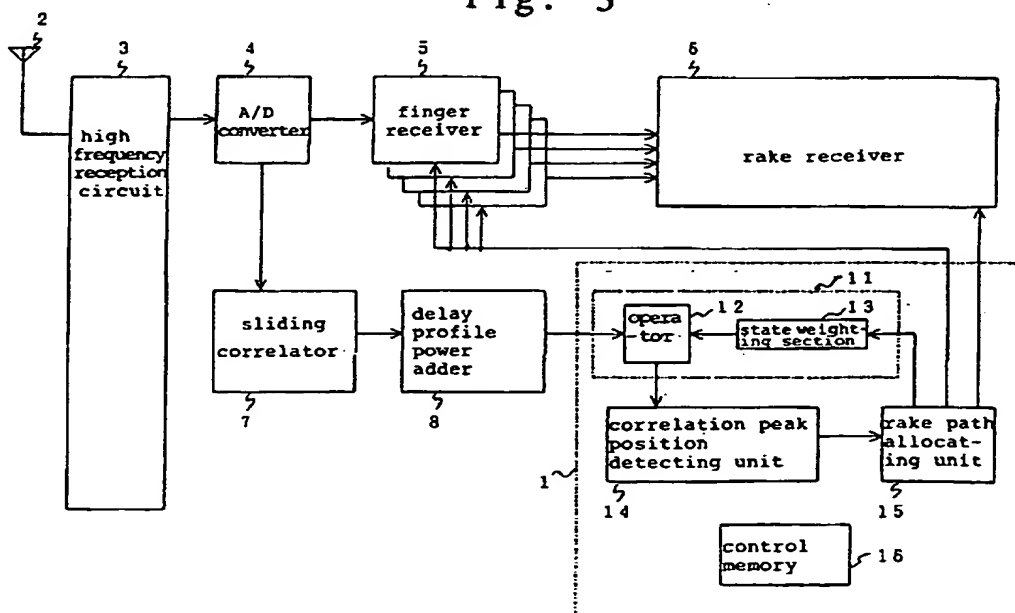 Fig. 3
2
3
4
5
6
high
frequency
reception
circuit
A/D
converter
finger
receiver
rake receiver
11
12
13
opera
-tor
state weight-
ing section
sliding
correlator
delay
profile
power
adder
7
8
correlation peak
position
detecting unit
rake path
allocat-
ing unit
1
14
15
control
memory
16